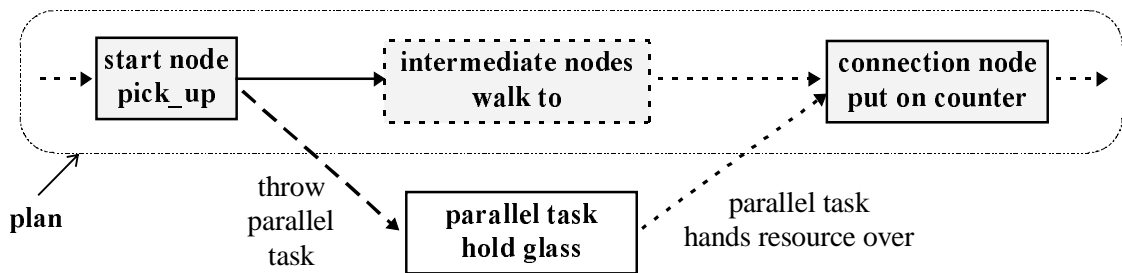 start node
pick_up
intermediate nodes
walk to
connection node
put on counter
plan
throw
parallel
task
parallel task
hold glass
parallel task
hands resource over